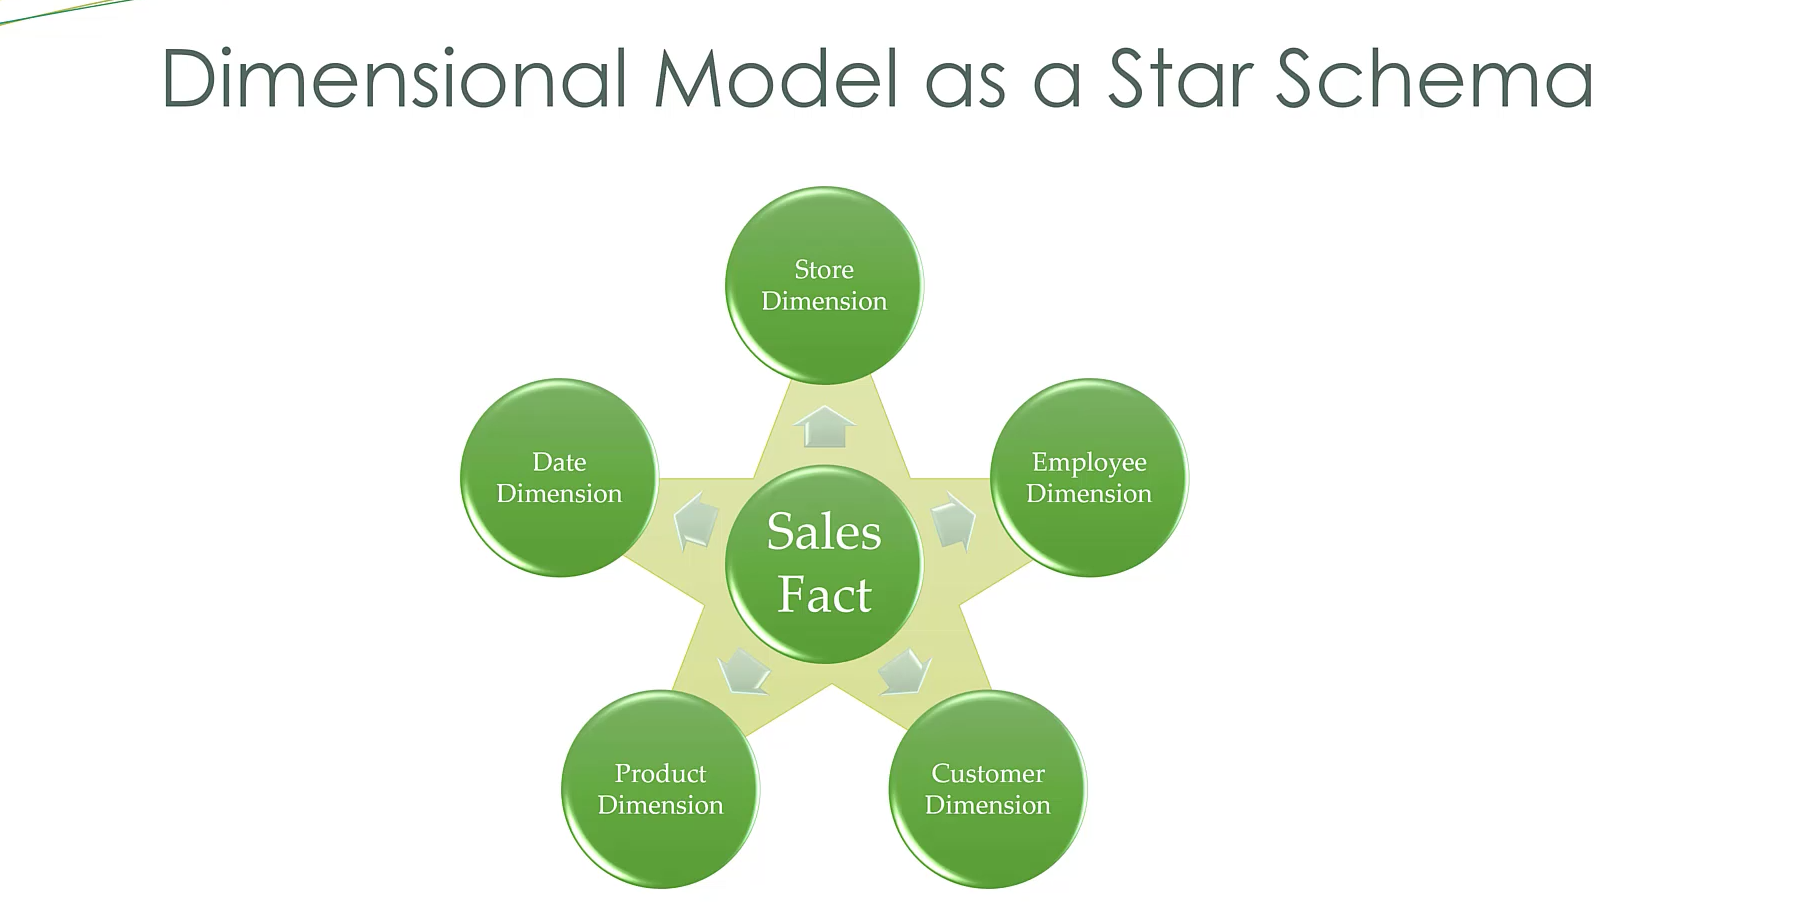 Dimensional Model as a Star Schema
Store
Dimension
Date
Dimension
Employee
Dimension
Sales
Fact
Product
Dimension
Customer
Dimension